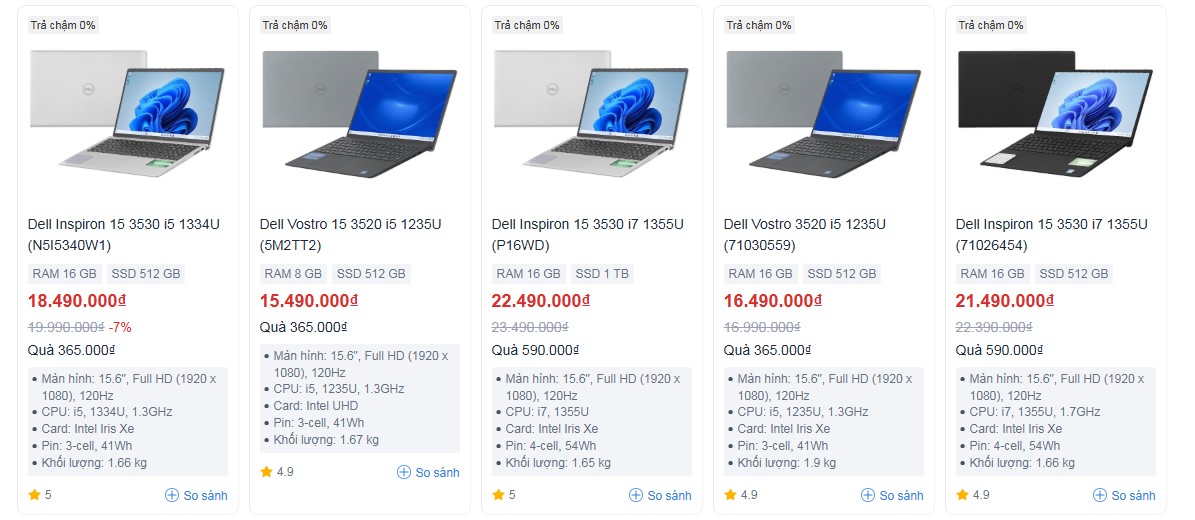 Trả chậm 0%
Dell Inspiron 15 3530 i5 1334U
(N5I5340W1)
RAM 16 GB SSD 512 GB
18.490.000₫
19.990.000₫ -7%
Quà 365.000₫
• Màn hình: 15.6", Full HD (1920 x
1080), 120Hz
• CPU: i5, 1334U, 1.3GHz
• Card: Intel Iris Xe
• Pin: 3-cell, 41Wh
• Khối lượng: 1.66 kg
5 So sánh
Trả chậm 0%
Dell Vostro 15 3520 i5 1235U
(5M2TT2)
RAM 8 GB SSD 512 GB
15.490.000₫
Quà 365.000₫
• Màn hình: 15.6", Full HD (1920 x
1080), 120Hz
• CPU: i5, 1235U, 1.3GHz
• Card: Intel UHD
• Pin: 3-cell, 41Wh
• Khối lượng: 1.67 kg
4.9 So sánh
Trả chậm 0%
Dell Inspiron 15 3530 i7 1355U
(P16WD)
RAM 16 GB SSD 1 TB
22.490.000₫
23.490.000₫
Quà 590.000₫
• Màn hình: 15.6", Full HD (1920 x
1080), 120Hz
• CPU: i7, 1355U
• Card: Intel Iris Xe
• Pin: 4-cell, 54Wh
• Khối lượng: 1.65 kg
5 So sánh
Trả chậm 0%
Dell Vostro 3520 i5 1235U
(71030559)
RAM 16 GB SSD 512 GB
16.490.000₫
16.990.000₫
Quà 365.000₫
• Màn hình: 15.6", Full HD (1920 x
1080), 120Hz
• CPU: i5, 1235U, 1.3GHz
• Card: Intel Iris Xe
• Pin: 3-cell, 41Wh
• Khối lượng: 1.9 kg
4.9 So sánh
Trả chậm 0%
Dell Inspiron 15 3530 i7 1355U
(71026454)
RAM 16 GB SSD 512 GB
21.490.000₫
22.390.000₫
Quà 590.000₫
• Màn hình: 15.6", Full HD (1920 x
1080), 120Hz
• CPU: i7, 1355U, 1.7GHz
• Card: Intel Iris Xe
• Pin: 4-cell, 54Wh
• Khối lượng: 1.66 kg
4.9 So sánh